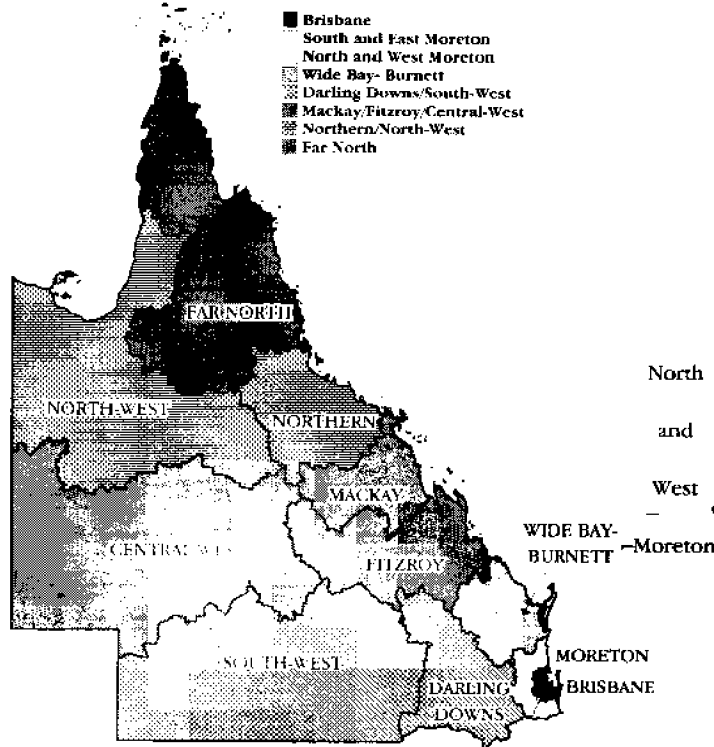 Brisbane
South and East Moreton
North and West Moreton
Wide Bay- Burnett
Darling Downs/South-West
Mackay/Fitzroy/Central-West
Northern/North-West
Far North
FAR NORTH
North
NORTH-WEST
NORTHERN
and
West
MACKAY
WIDE BAY-
BURNETT
Moreton
CENTRAL WES
FITZROY
MORETON
SOUTH-WEST
BRISBANE
DARLING
DOWNS